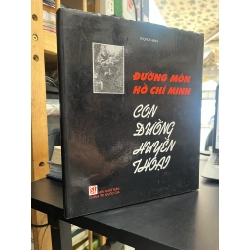 ĐƯỜNG MÒN
HỒ CHÍ MINH
CON
ĐƯỜNG
HUYỀN
THOẠI